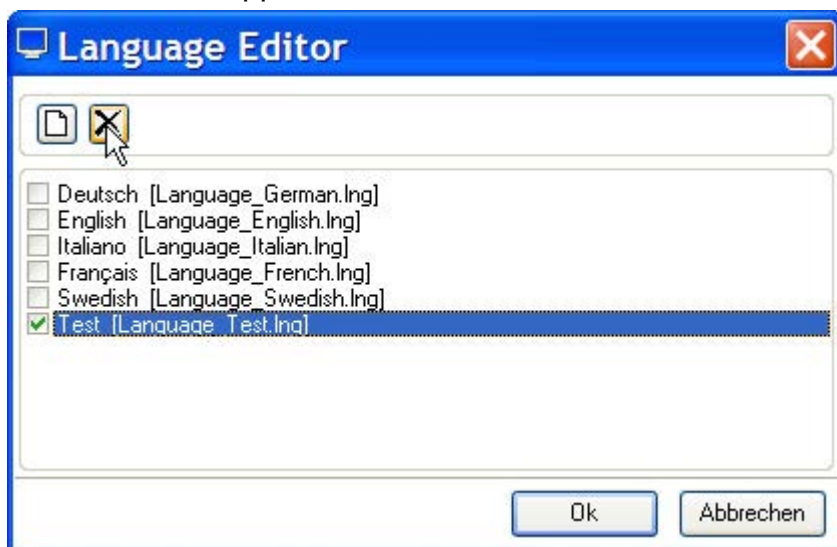 Language Editor
Deutsch [Language_German.lng]
English [Language_English.lng]
Italiano [Language_Italian.lng]
Français [Language_French.lng]
Swedish [Language_Swedish.lng]
Test [Language_Test.lng]
Ok
Abbrechen